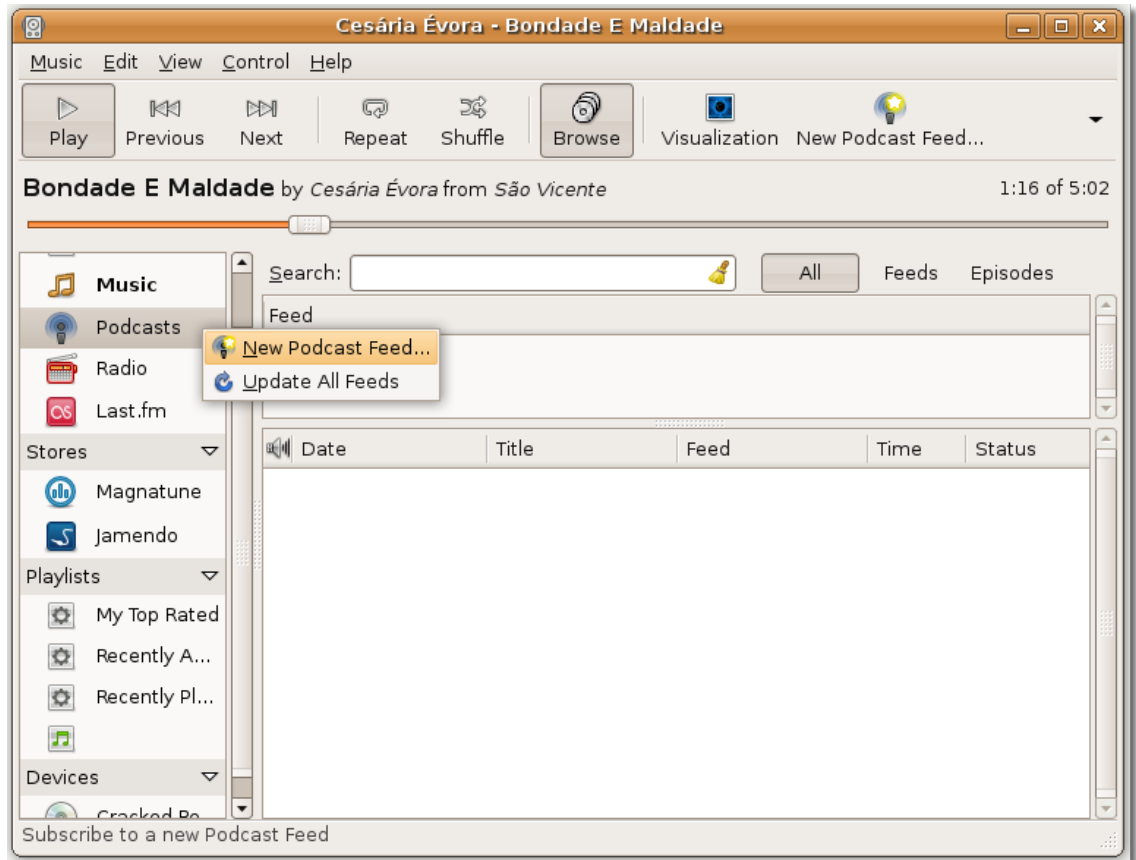 Cesária Évora - Bondade E Maldade
Music Edit View Control Help
Play Previous Next Repeat Shuffle Browse Visualization New Podcast Feed...
Bondade E Maldade by Cesária Évora from São Vicente 1:16 of 5:02
Search: All Feeds Episodes
Music
Feed
Podcasts
New Podcast Feed...
Radio
Update All Feeds
Last.fm
Stores
Date Title Feed Time Status
Magnatune
Jamendo
Playlists
My Top Rated
Recently A...
Recently Pl...
Devices
Cracked
Subscribe to a new Podcast Feed